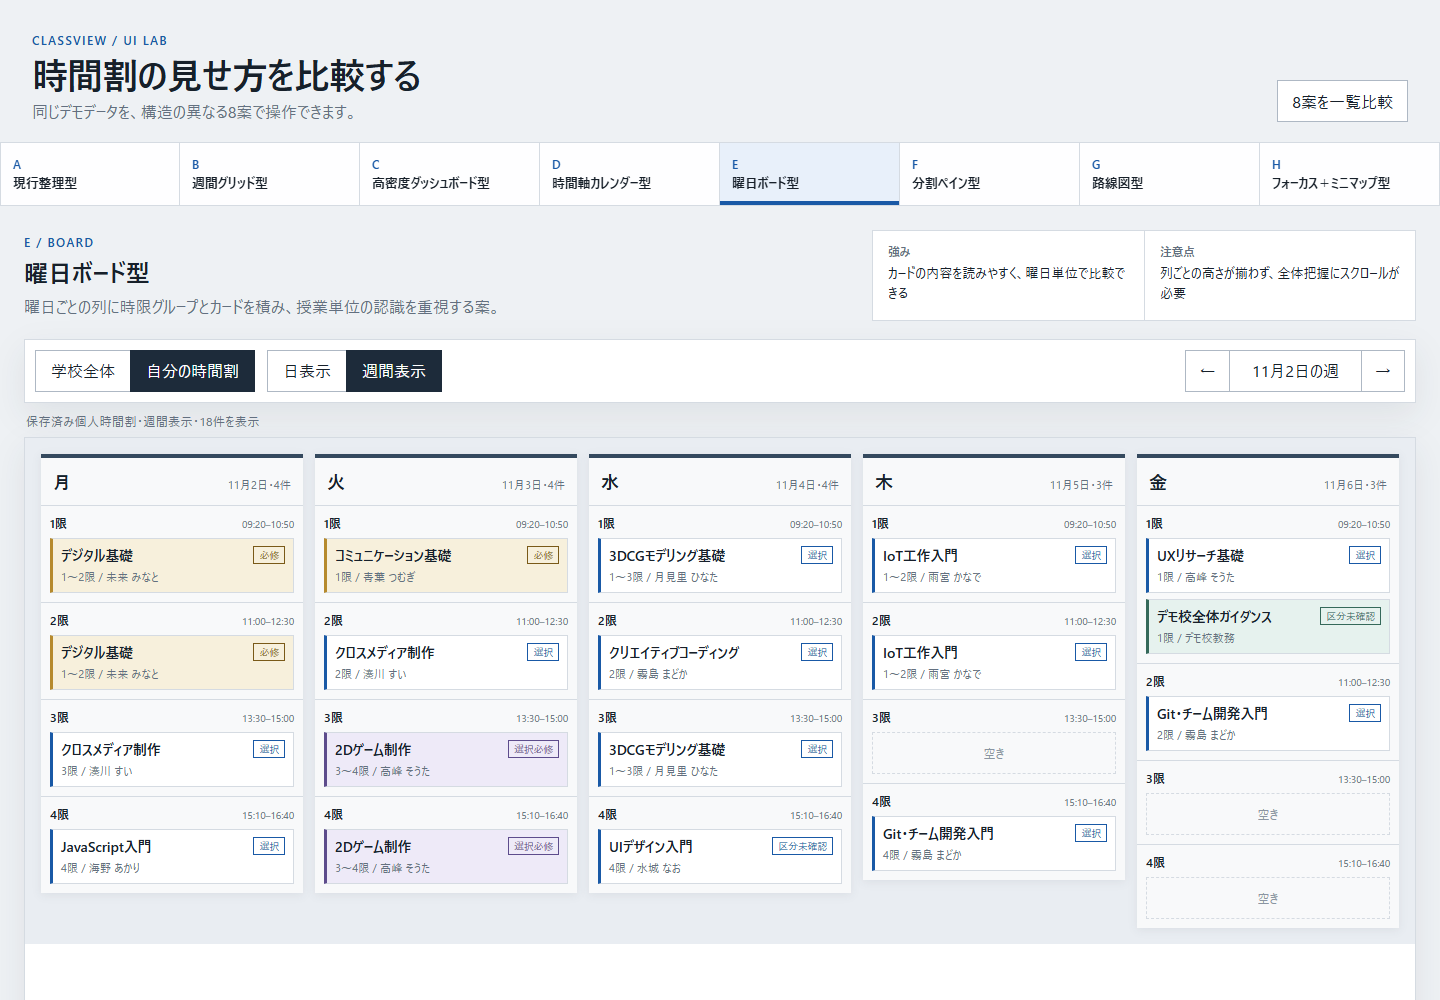 CLASSVIEW / UI LAB
時間割の見せ方を比較する
同じデモデータを、構造の異なる8案で操作できます。
8案を一覧比較
A
現行整理型
B
週間グリッド型
C
高密度ダッシュボード型
D
時間軸カレンダー型
E
曜日ボード型
F
分割ペイン型
G
路線図型
H
フォーカス＋ミニマップ型
E / BOARD
曜日ボード型
曜日ごとの列に時限グループとカードを積み、授業単位の認識を重視する案。
強み
カードの内容を読みやすく、曜日単位で比較で
きる
注意点
列ごとの高さが揃わず、全体把握にスクロールが
必要
学校全体
自分の時間割
日表示
週間表示
←
11月2日の週
→
保存済み個人時間割・週間表示・18件を表示
月
11月2日・4件
1限
09:20–10:50
デジタル基礎
必修
1〜2限 / 未来 みなと
2限
11:00–12:30
デジタル基礎
必修
1〜2限 / 未来 みなと
3限
13:30–15:00
クロスメディア制作
選択
3限 / 湊川 すい
4限
15:10–16:40
JavaScript入門
選択
4限 / 海野 あかり
火
11月3日・4件
1限
09:20–10:50
コミュニケーション基礎
必修
1限 / 青葉 つむぎ
2限
11:00–12:30
クロスメディア制作
選択
2限 / 湊川 すい
3限
13:30–15:00
2Dゲーム制作
選択必修
3〜4限 / 高峰 そうた
4限
15:10–16:40
2Dゲーム制作
選択必修
3〜4限 / 高峰 そうた
水
11月4日・4件
1限
09:20–10:50
3DCGモデリング基礎
選択
1〜3限 / 月見里 ひなた
2限
11:00–12:30
クリエイティブコーディング
選択
2限 / 霧島 まどか
3限
13:30–15:00
3DCGモデリング基礎
選択
1〜3限 / 月見里 ひなた
4限
15:10–16:40
UIデザイン入門
区分未確認
4限 / 水城 なお
木
11月5日・3件
1限
09:20–10:50
IoT工作入門
選択
1〜2限 / 雨宮 かなで
2限
11:00–12:30
IoT工作入門
選択
1〜2限 / 雨宮 かなで
3限
13:30–15:00
空き
4限
15:10–16:40
Git・チーム開発入門
選択
4限 / 霧島 まどか
金
11月6日・3件
1限
09:20–10:50
UXリサーチ基礎
選択
1限 / 高峰 そうた
デモ校全体ガイダンス
区分未確認
1限 / デモ校教務
2限
11:00–12:30
Git・チーム開発入門
選択
2限 / 霧島 まどか
3限
13:30–15:00
空き
4限
15:10–16:40
空き